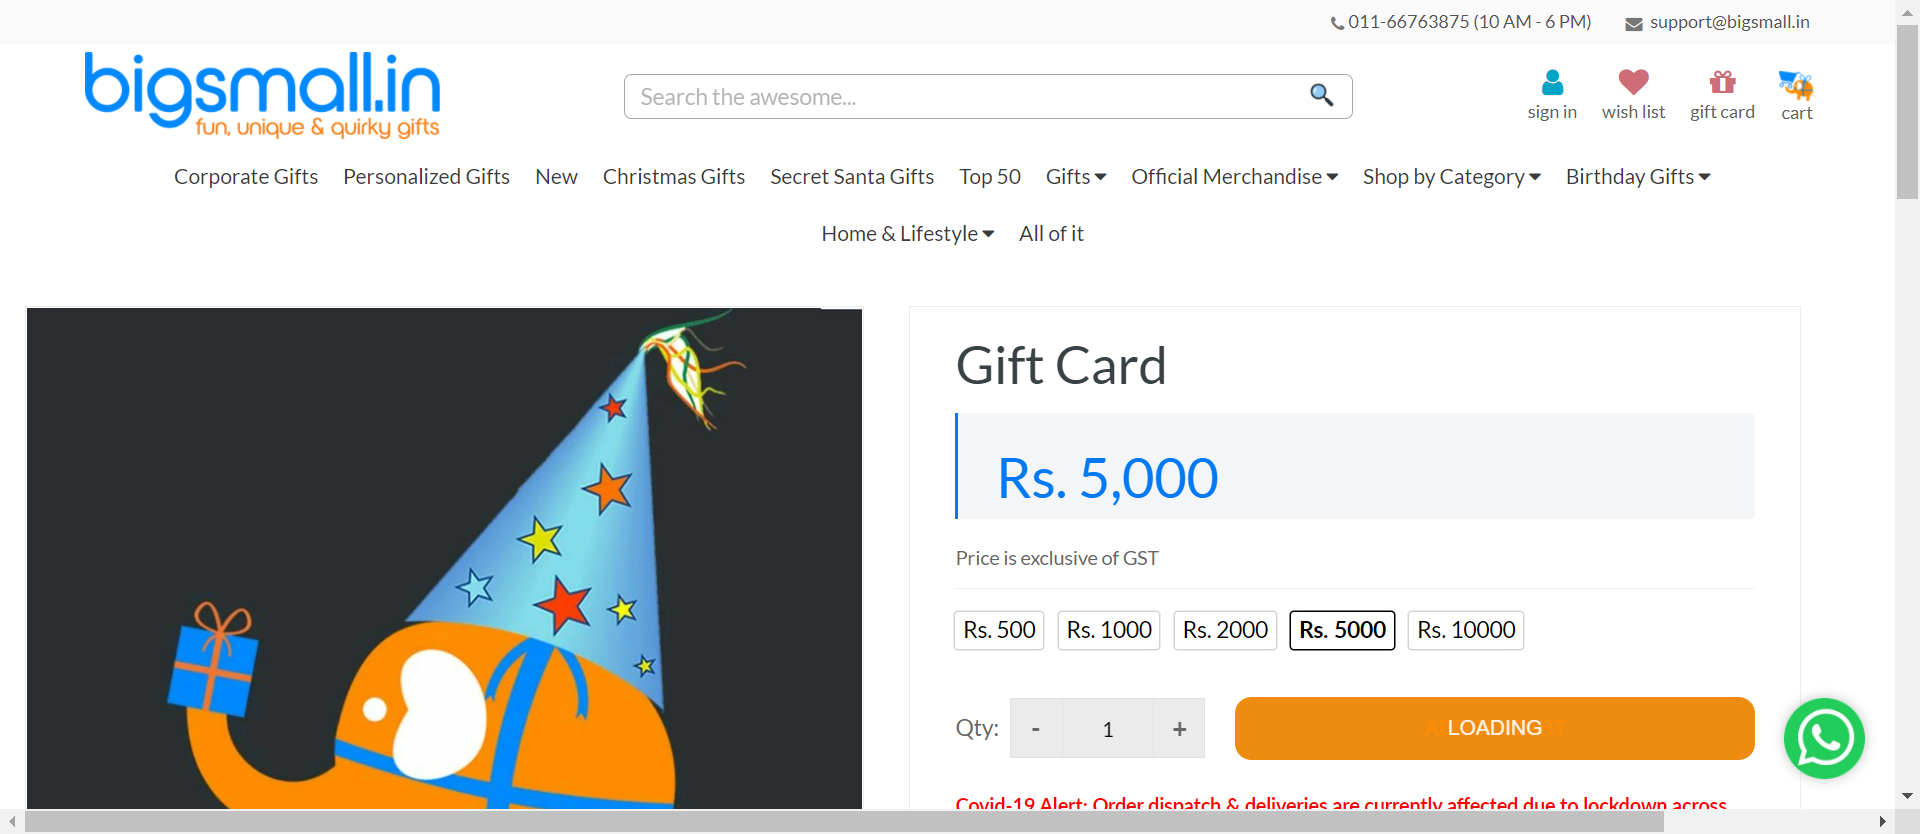 011-66763875 (10 AM - 6 PM) support@bigsmall.in
bigsmall.in
fun, unique & quirky gifts
Search the awesome...
sign in wish list gift card cart
Corporate Gifts Personalized Gifts New Christmas Gifts Secret Santa Gifts Top 50 Gifts Official Merchandise Shop by Category Birthday Gifts
Home & Lifestyle All of it
Gift Card
Rs. 5,000
Price is exclusive of GST
Rs. 500 Rs. 1000 Rs. 2000 Rs. 5000 Rs. 10000
Qty: - 1 + LOADING
Covid-19 Alert: Order dispatch & deliveries are currently affected due to lockdown across